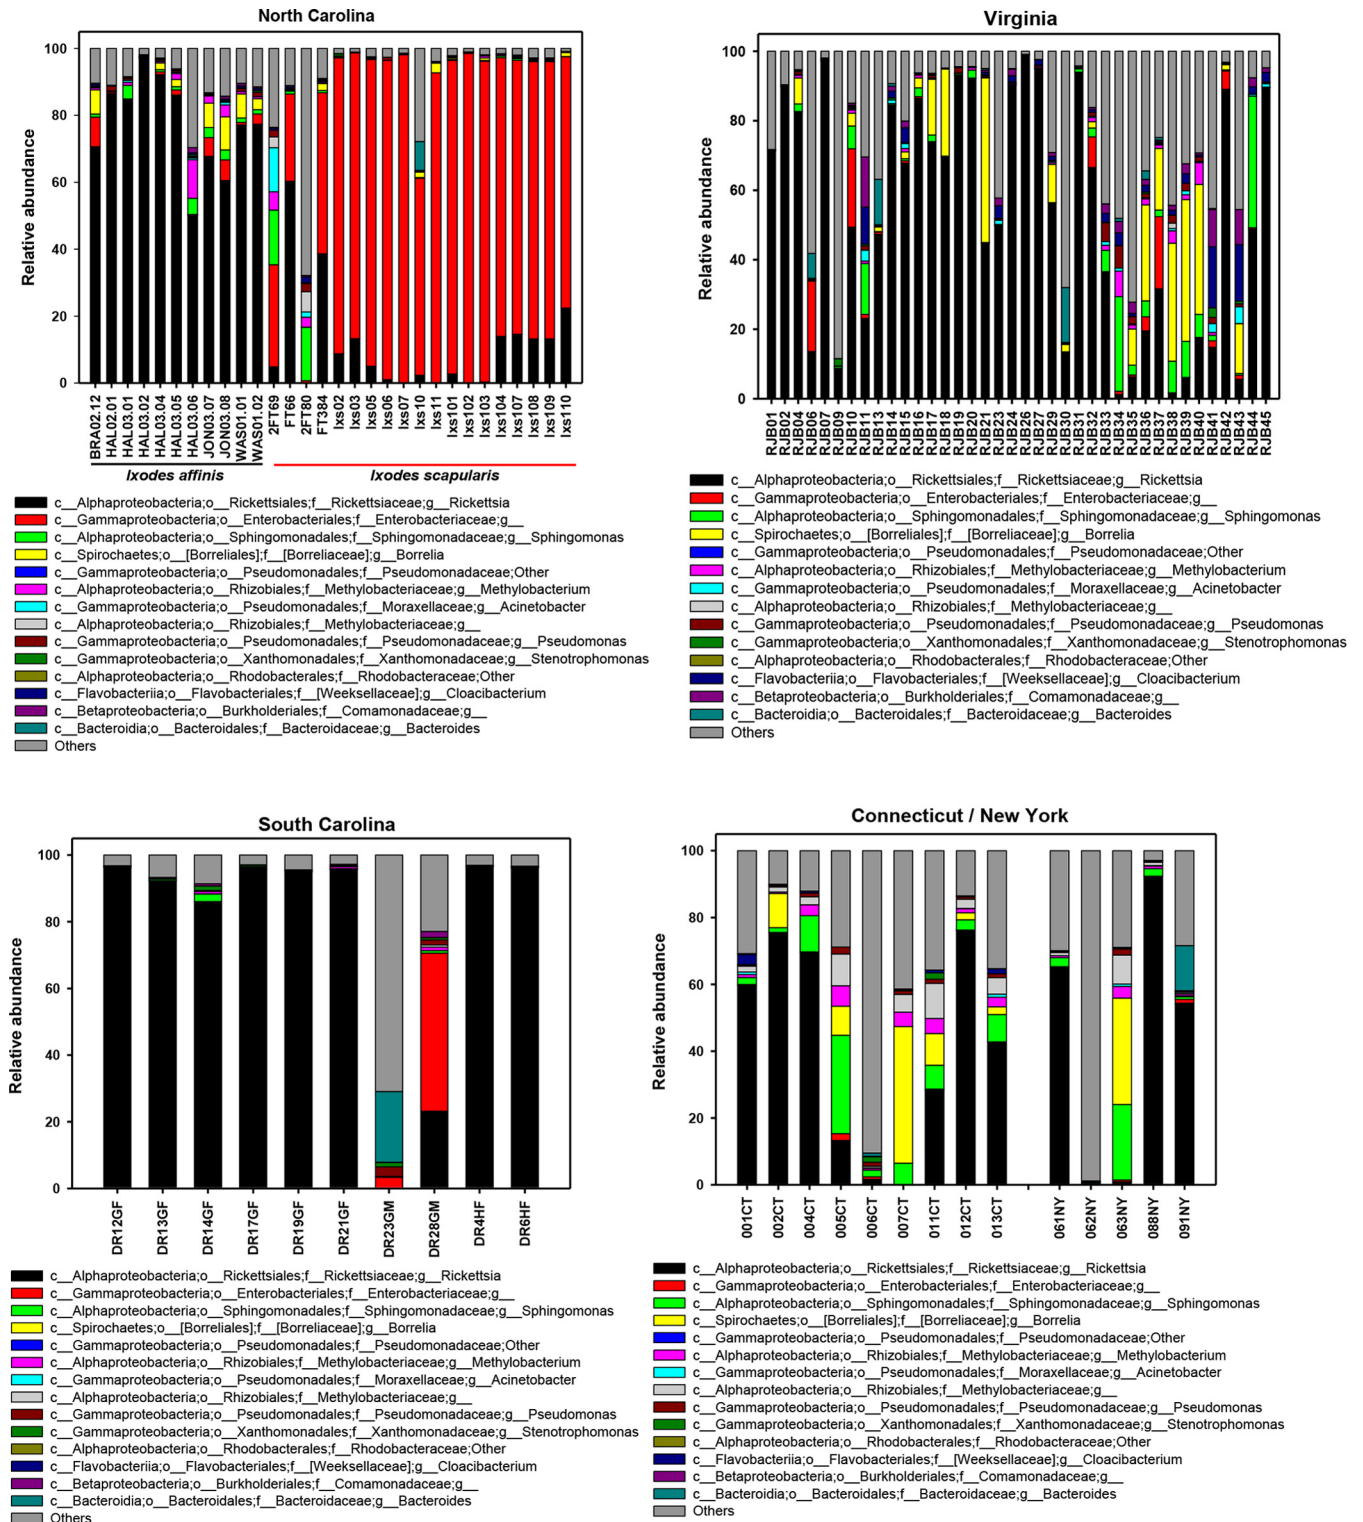 North Carolina
Relative abundance
100
80
60
40
20
0
BRA02.12
HAL02.01
HAL03.01
HAL03.02
HAL03.04
HAL03.05
HAL03.06
JON03.07
JON03.08
WAS01.01
WAS01.02
2FT69
FT66
2FT80
FT384
Ixs02
Ixs03
Ixs05
Ixs06
Ixs07
Ixs10
Ixs11
Ixs101
Ixs102
Ixs103
Ixs104
Ixs107
Ixs108
Ixs109
Ixs110
Ixodes affinis
Ixodes scapularis
c__Alphaproteobacteria;o__Rickettsiales;f__Rickettsiaceae;g__Rickettsia
c__Gammaproteobacteria;o__Enterobacteriales;f__Enterobacteriaceae;g__
c__Alphaproteobacteria;o__Sphingomonadales;f__Sphingomonadaceae;g__Sphingomonas
c__Spirochaetes;o__[Borreliales];f__[Borreliaceae];g__Borrelia
c__Gammaproteobacteria;o__Pseudomonadales;f__Pseudomonadaceae;Other
c__Alphaproteobacteria;o__Rhizobiales;f__Methylobacteriaceae;g__Methylobacterium
c__Gammaproteobacteria;o__Pseudomonadales;f__Moraxellaceae;g__Acinetobacter
c__Alphaproteobacteria;o__Rhizobiales;f__Methylobacteriaceae;g__
c__Gammaproteobacteria;o__Pseudomonadales;f__Pseudomonadaceae;g__Pseudomonas
c__Gammaproteobacteria;o__Xanthomonadales;f__Xanthomonadaceae;g__Stenotrophomonas
c__Alphaproteobacteria;o__Rhodobacterales;f__Rhodobacteraceae;Other
c__Flavobacteriia;o__Flavobacteriales;f__[Weeksellaceae];g__Cloacibacterium
c__Betaproteobacteria;o__Burkholderiales;f__Comamonadaceae;g__
c__Bacteroidia;o__Bacteroidales;f__Bacteroidaceae;g__Bacteroides
Others
Virginia
Relative abundance
100
80
60
40
20
0
RJB01
RJB02
RJB04
RJB06
RJB07
RJB09
RJB10
RJB11
RJB13
RJB14
RJB15
RJB16
RJB17
RJB18
RJB19
RJB20
RJB21
RJB23
RJB24
RJB26
RJB27
RJB29
RJB30
RJB31
RJB32
RJB33
RJB34
RJB35
RJB36
RJB37
RJB38
RJB39
RJB40
RJB41
RJB42
RJB43
RJB44
RJB45
c__Alphaproteobacteria;o__Rickettsiales;f__Rickettsiaceae;g__Rickettsia
c__Gammaproteobacteria;o__Enterobacteriales;f__Enterobacteriaceae;g__
c__Alphaproteobacteria;o__Sphingomonadales;f__Sphingomonadaceae;g__Sphingomonas
c__Spirochaetes;o__[Borreliales];f__[Borreliaceae];g__Borrelia
c__Gammaproteobacteria;o__Pseudomonadales;f__Pseudomonadaceae;Other
c__Alphaproteobacteria;o__Rhizobiales;f__Methylobacteriaceae;g__Methylobacterium
c__Gammaproteobacteria;o__Pseudomonadales;f__Moraxellaceae;g__Acinetobacter
c__Alphaproteobacteria;o__Rhizobiales;f__Methylobacteriaceae;g__
c__Gammaproteobacteria;o__Pseudomonadales;f__Pseudomonadaceae;g__Pseudomonas
c__Gammaproteobacteria;o__Xanthomonadales;f__Xanthomonadaceae;g__Stenotrophomonas
c__Alphaproteobacteria;o__Rhodobacterales;f__Rhodobacteraceae;Other
c__Flavobacteriia;o__Flavobacteriales;f__[Weeksellaceae];g__Cloacibacterium
c__Betaproteobacteria;o__Burkholderiales;f__Comamonadaceae;g__
c__Bacteroidia;o__Bacteroidales;f__Bacteroidaceae;g__Bacteroides
Others
South Carolina
Relative abundance
100
80
60
40
20
0
DR12GF
DR13GF
DR14GF
DR17GF
DR19GF
DR21GF
DR23GM
DR28GM
DR4HF
DR6HF
c__Alphaproteobacteria;o__Rickettsiales;f__Rickettsiaceae;g__Rickettsia
c__Gammaproteobacteria;o__Enterobacteriales;f__Enterobacteriaceae;g__
c__Alphaproteobacteria;o__Sphingomonadales;f__Sphingomonadaceae;g__Sphingomonas
c__Spirochaetes;o__[Borreliales];f__[Borreliaceae];g__Borrelia
c__Gammaproteobacteria;o__Pseudomonadales;f__Pseudomonadaceae;Other
c__Alphaproteobacteria;o__Rhizobiales;f__Methylobacteriaceae;g__Methylobacterium
c__Gammaproteobacteria;o__Pseudomonadales;f__Moraxellaceae;g__Acinetobacter
c__Alphaproteobacteria;o__Rhizobiales;f__Methylobacteriaceae;g__
c__Gammaproteobacteria;o__Pseudomonadales;f__Pseudomonadaceae;g__Pseudomonas
c__Gammaproteobacteria;o__Xanthomonadales;f__Xanthomonadaceae;g__Stenotrophomonas
c__Alphaproteobacteria;o__Rhodobacterales;f__Rhodobacteraceae;Other
c__Flavobacteriia;o__Flavobacteriales;f__[Weeksellaceae];g__Cloacibacterium
c__Betaproteobacteria;o__Burkholderiales;f__Comamonadaceae;g__
c__Bacteroidia;o__Bacteroidales;f__Bacteroidaceae;g__Bacteroides
Others
Connecticut / New York
Relative abundance
100
80
60
40
20
0
001CT
002CT
004CT
005CT
006CT
007CT
011CT
012CT
013CT
061NY
062NY
063NY
088NY
091NY
c__Alphaproteobacteria;o__Rickettsiales;f__Rickettsiaceae;g__Rickettsia
c__Gammaproteobacteria;o__Enterobacteriales;f__Enterobacteriaceae;g__
c__Alphaproteobacteria;o__Sphingomonadales;f__Sphingomonadaceae;g__Sphingomonas
c__Spirochaetes;o__[Borreliales];f__[Borreliaceae];g__Borrelia
c__Gammaproteobacteria;o__Pseudomonadales;f__Pseudomonadaceae;Other
c__Alphaproteobacteria;o__Rhizobiales;f__Methylobacteriaceae;g__Methylobacterium
c__Gammaproteobacteria;o__Pseudomonadales;f__Moraxellaceae;g__Acinetobacter
c__Alphaproteobacteria;o__Rhizobiales;f__Methylobacteriaceae;g__
c__Gammaproteobacteria;o__Pseudomonadales;f__Pseudomonadaceae;g__Pseudomonas
c__Gammaproteobacteria;o__Xanthomonadales;f__Xanthomonadaceae;g__Stenotrophomonas
c__Alphaproteobacteria;o__Rhodobacterales;f__Rhodobacteraceae;Other
c__Flavobacteriia;o__Flavobacteriales;f__[Weeksellaceae];g__Cloacibacterium
c__Betaproteobacteria;o__Burkholderiales;f__Comamonadaceae;g__
c__Bacteroidia;o__Bacteroidales;f__Bacteroidaceae;g__Bacteroides
Others